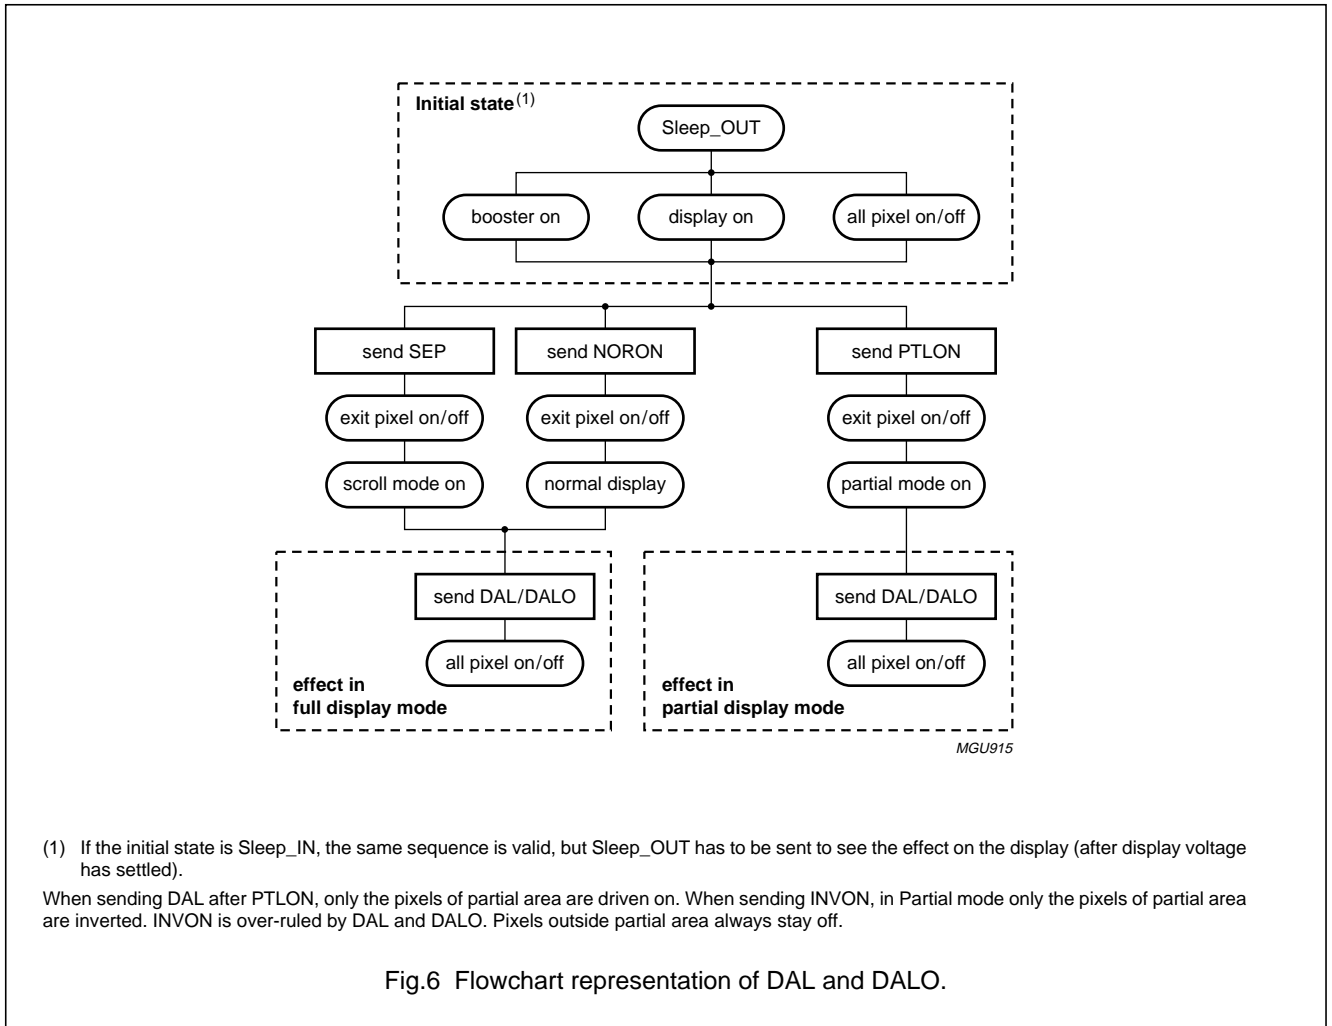 Initial state(1)
Sleep_OUT
booster on
display on
all pixel on/off
send SEP
send NORON
send PTLON
exit pixel on/off
exit pixel on/off
exit pixel on/off
scroll mode on
normal display
partial mode on
send DAL/DALO
send DAL/DALO
all pixel on/off
all pixel on/off
effect in
full display mode
effect in
partial display mode
MGU915
(1) If the initial state is Sleep_IN, the same sequence is valid, but Sleep_OUT has to be sent to see the effect on the display (after display voltage
has settled).
When sending DAL after PTLON, only the pixels of partial area are driven on. When sending INVON, in Partial mode only the pixels of partial area
are inverted. INVON is over-ruled by DAL and DALO. Pixels outside partial area always stay off.
Fig.6 Flowchart representation of DAL and DALO.